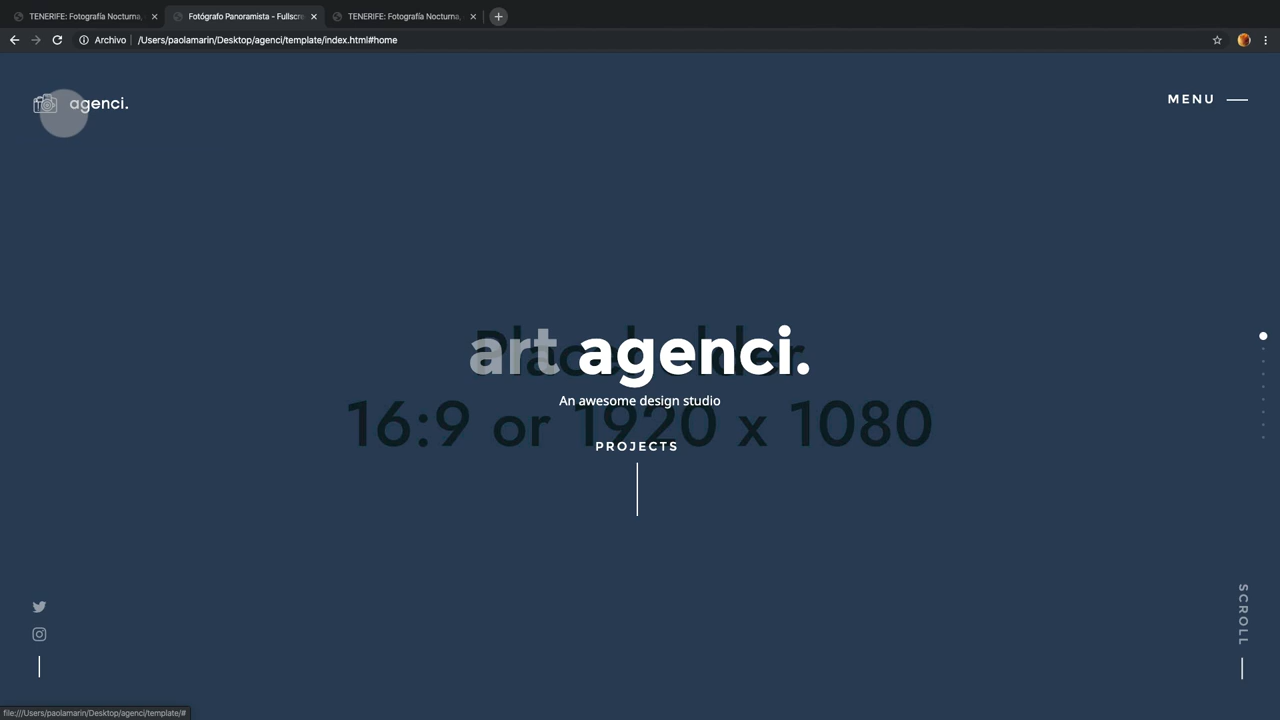 TENERIFE: Fotografía Nocturna,
Fotógrafo Panoramista - Fullscre
TENERIFE: Fotografía Nocturna,
Archivo
/Users/paolamarin/Desktop/agenci/template/index.html#home
agenci.
MENU
Placeholder
art agenci.
An awesome design studio
16:9 or 1920 x 1080
PROJECTS
SCROLL
file:///Users/paolamarin/Desktop/agenci/template/#